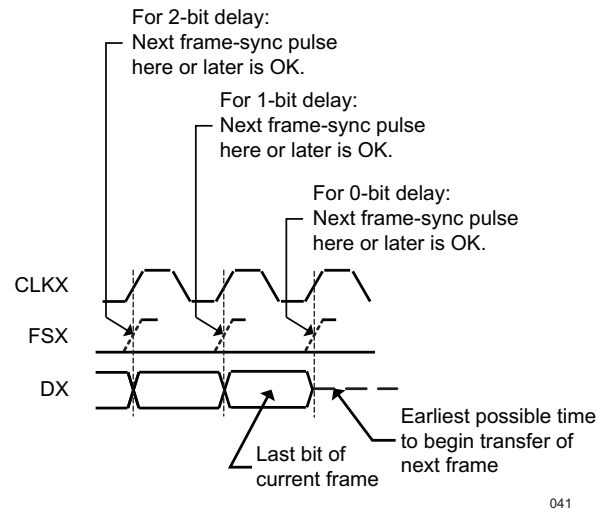 For 2-bit delay:
Next frame-sync pulse
here or later is OK.
For 1-bit delay:
Next frame-sync pulse
here or later is OK.
For 0-bit delay:
Next frame-sync pulse
here or later is OK.
CLKX
FSX
DX
Earliest possible time
to begin transfer of
next frame
Last bit of
current frame
041